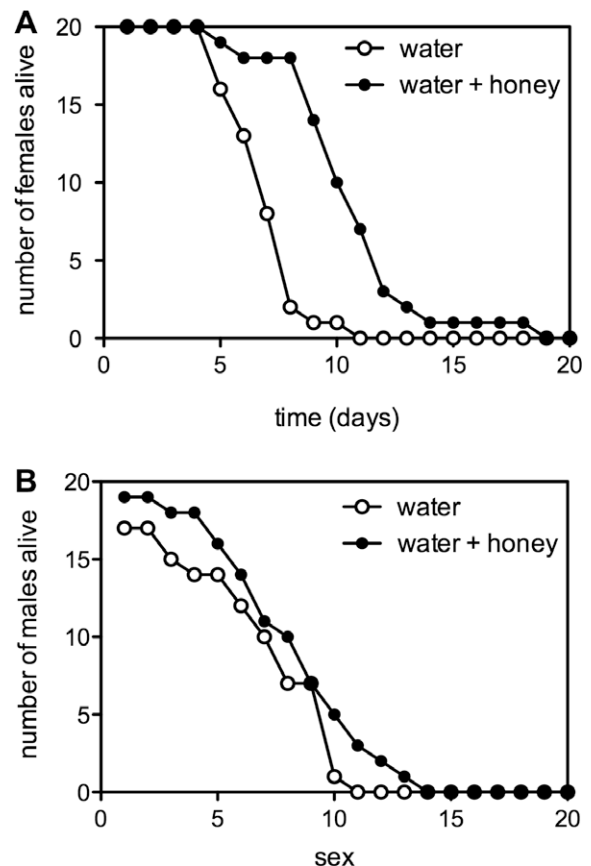 A
number of females alive
20
15
10
5
0
water
water + honey
0 5 10 15 20
time (days)
B
number of males alive
20
15
10
5
0
water
water + honey
0 5 10 15 20
sex